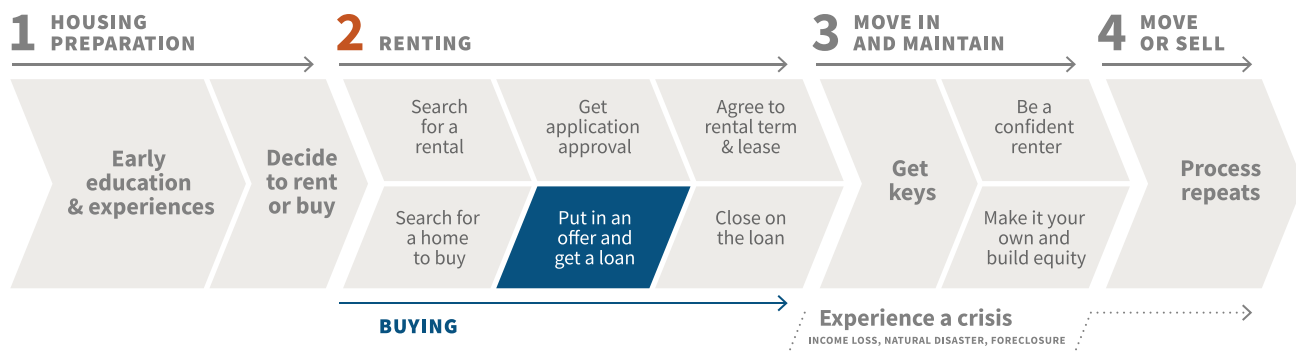 1 HOUSING
PREPARATION
2 RENTING
3 MOVE IN
AND MAINTAIN
4 MOVE
OR SELL
Early
education
& experiences
Decide
to rent
or buy
Search
for a
rental
Get
application
approval
Agree to
rental term
& lease
Search for
a home
to buy
Put in an
offer and
get a loan
Close on
the loan
Get
keys
Be a
confident
renter
Make it your
own and
build equity
Process
repeats
BUYING
Experience a crisis
INCOME LOSS, NATURAL DISASTER, FORECLOSURE